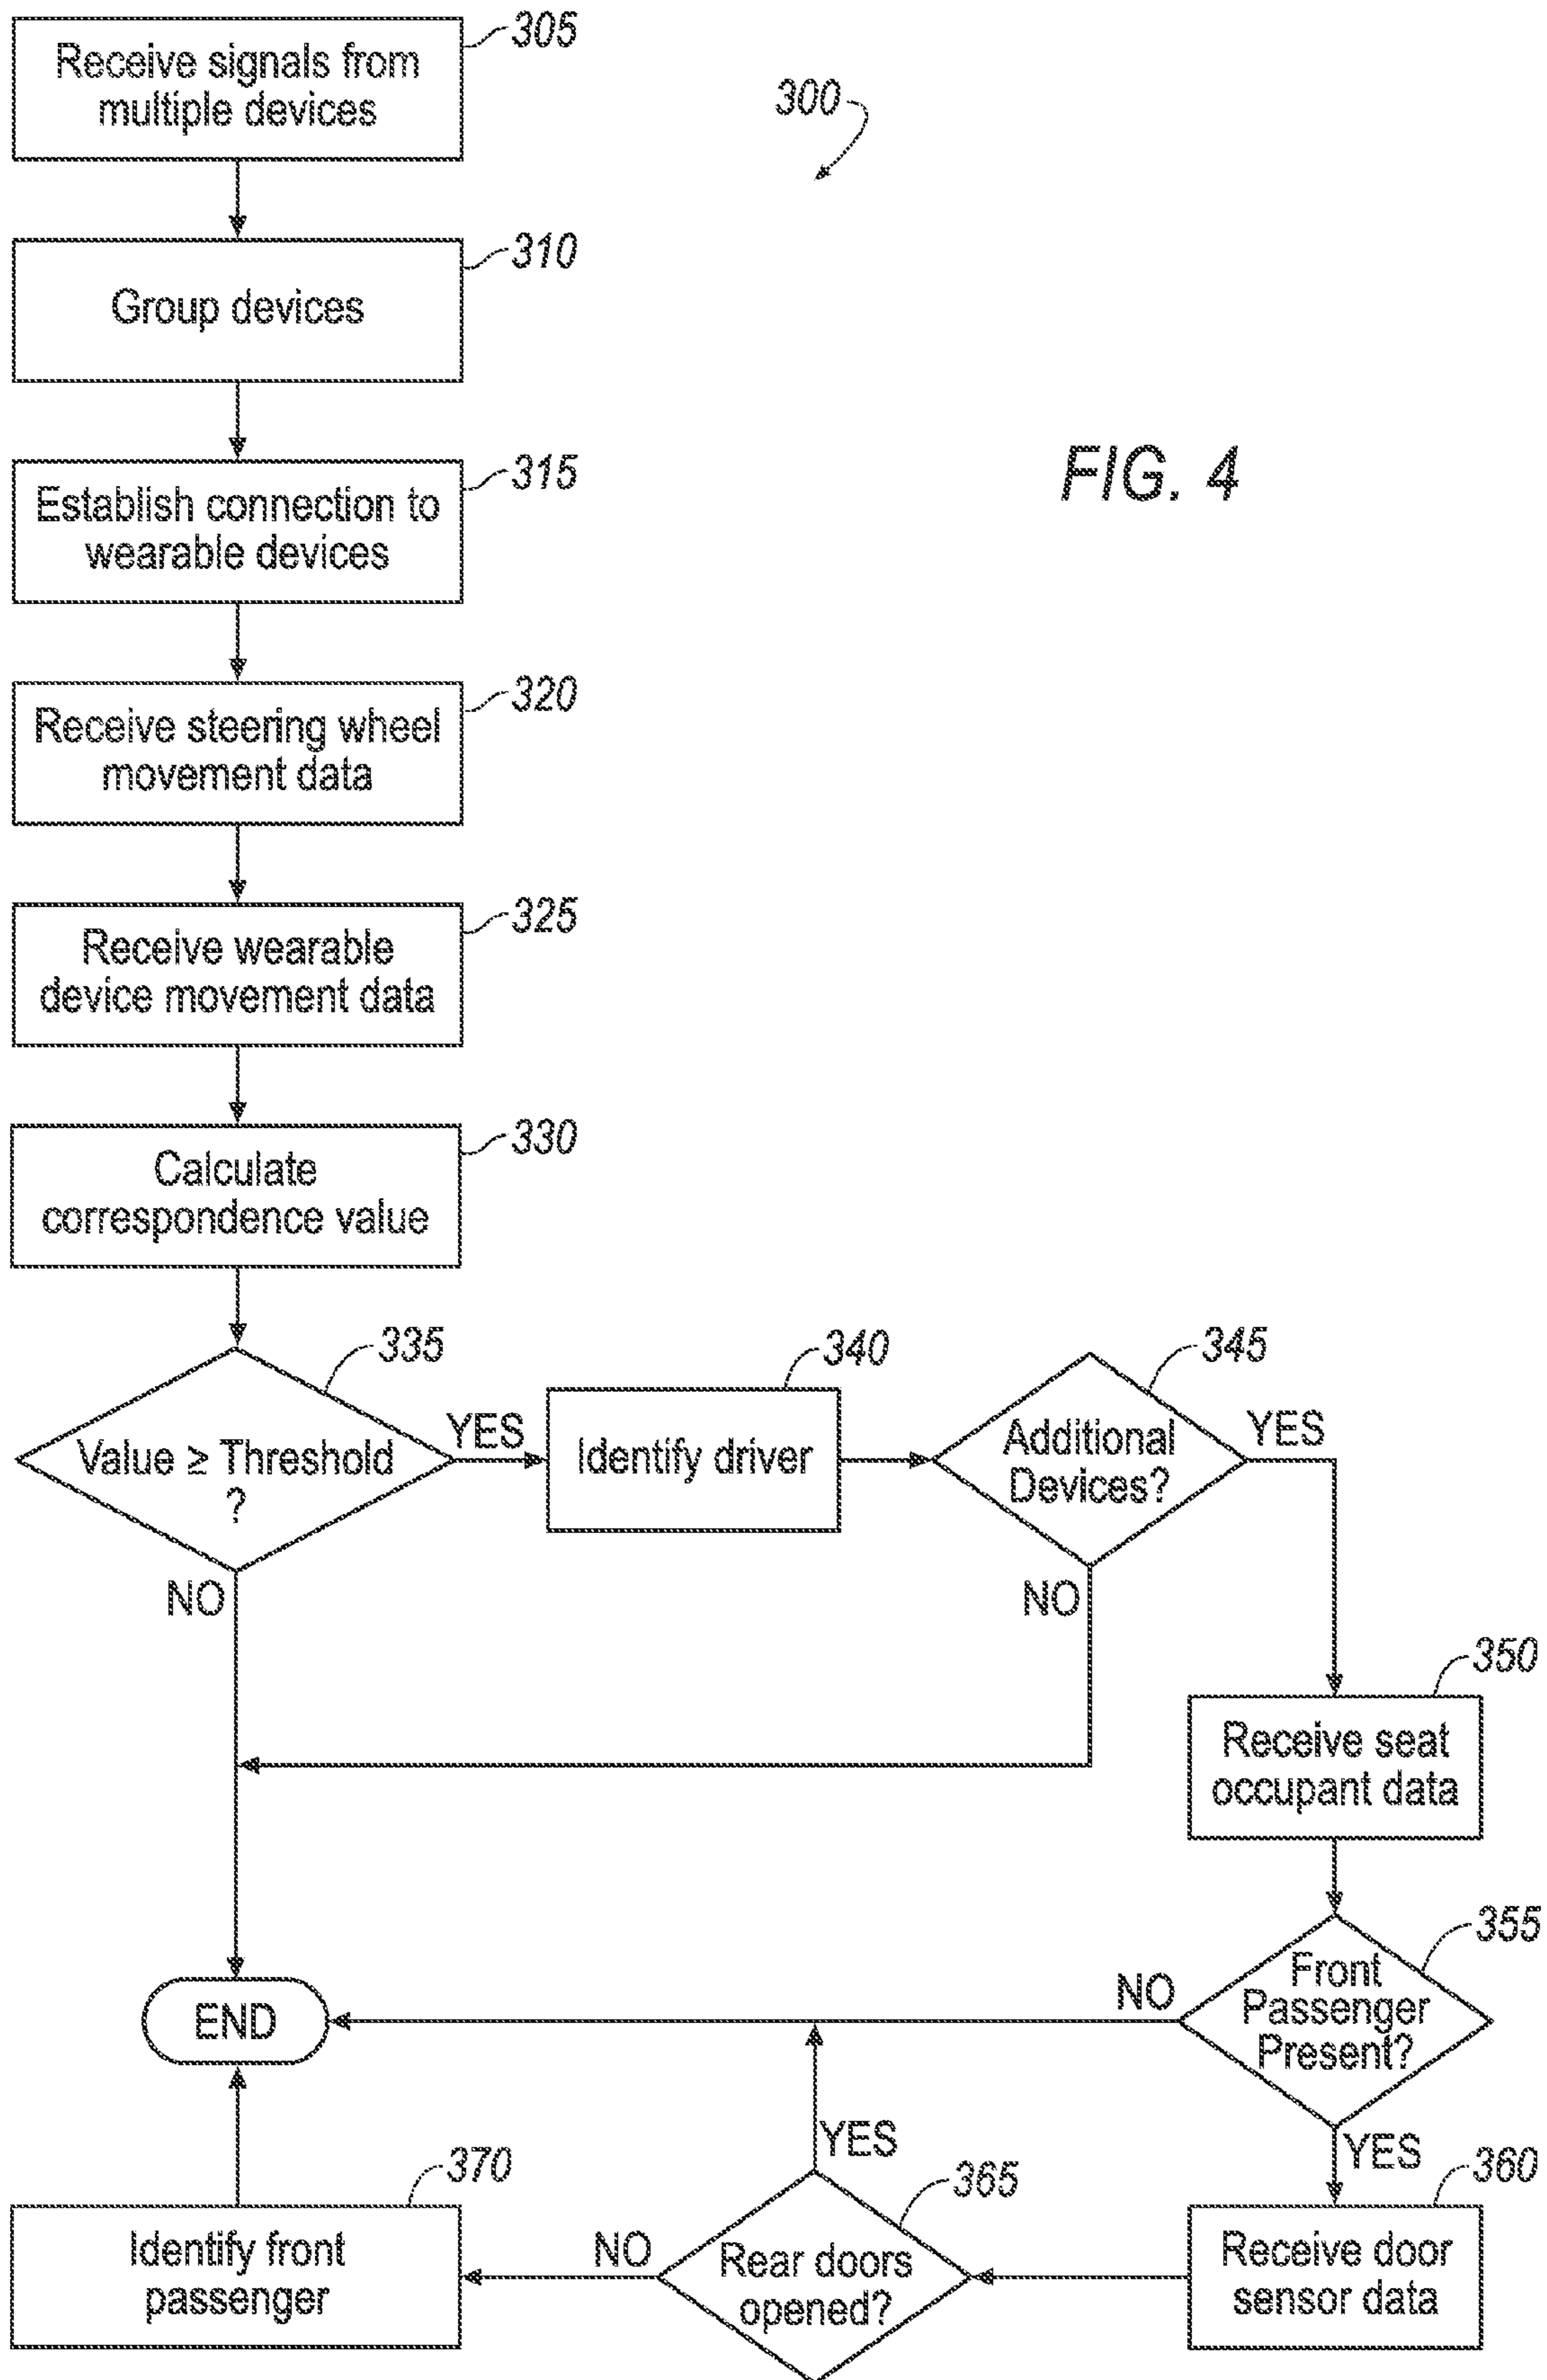 305
Receive signals from
multiple devices
300
310
Group devices
FIG. 4
315
Establish connection to
wearable devices
320
Receive steering wheel
movement data
325
Receive wearable
device movement data
330
Calculate
correspondence value
335
Value ≥ Threshold
?
YES
NO
340
Identify driver
345
Additional
Devices?
YES
NO
350
Receive seat
occupant data
355
Front
Passenger
Present?
NO
YES
END
360
Receive door
sensor data
365
Rear doors
opened?
YES
NO
370
Identify front
passenger